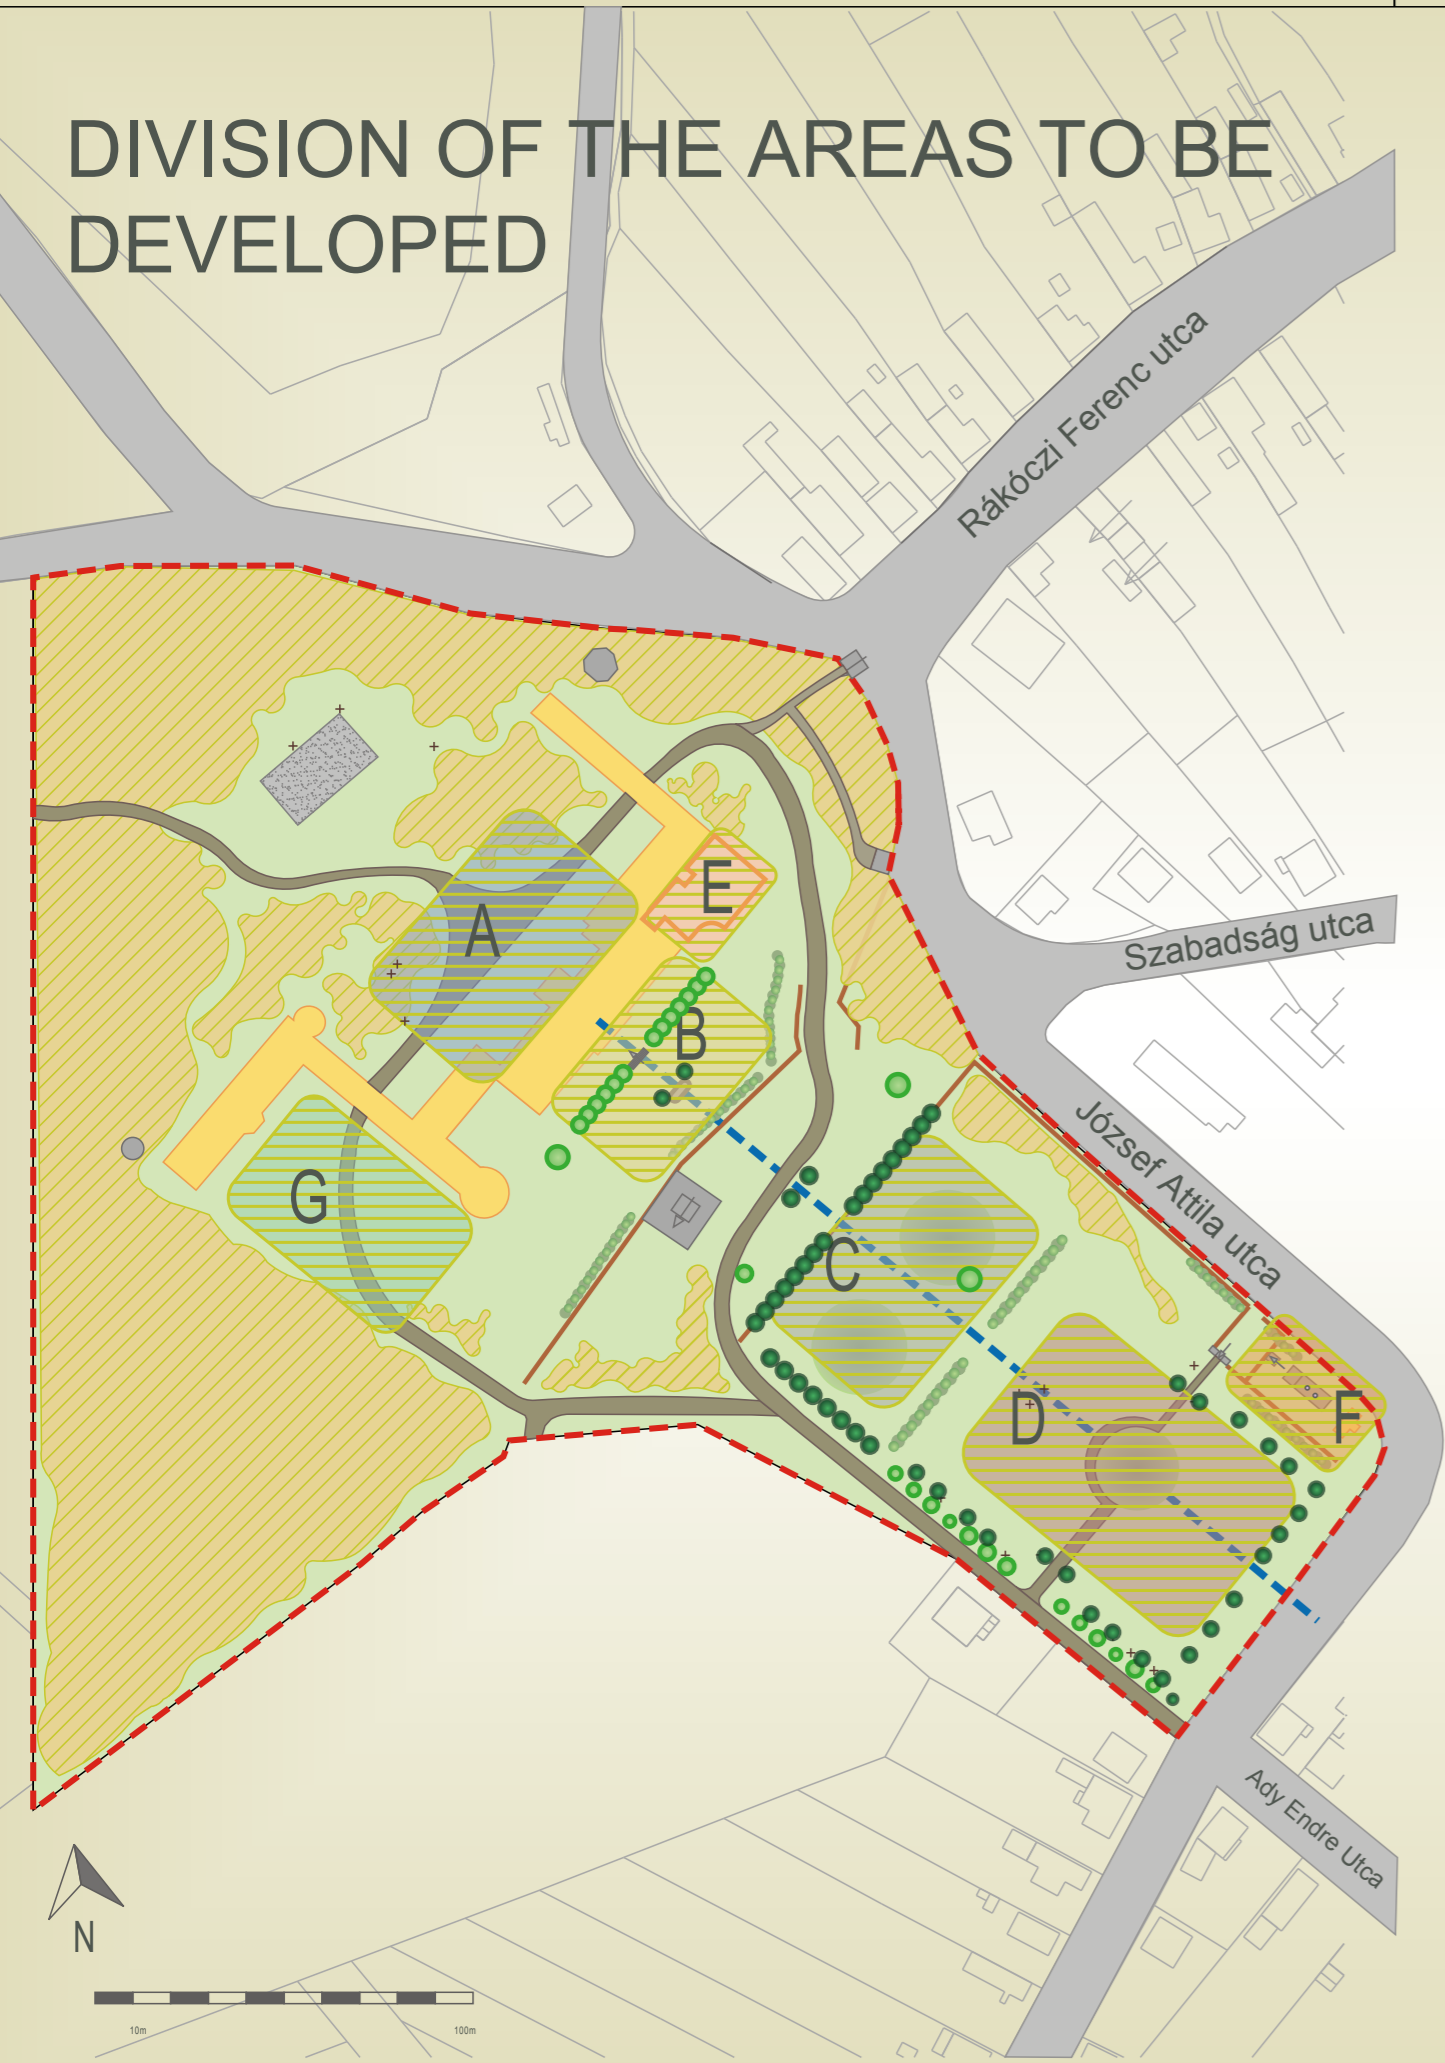 DIVISION OF THE AREAS TO BE
DEVELOPED
Rákóczi Ferenc utca
E
A
Szabadság utca
B
József Attila utca
G
C
D
F
Ady Endre Utca
N
10m
100m